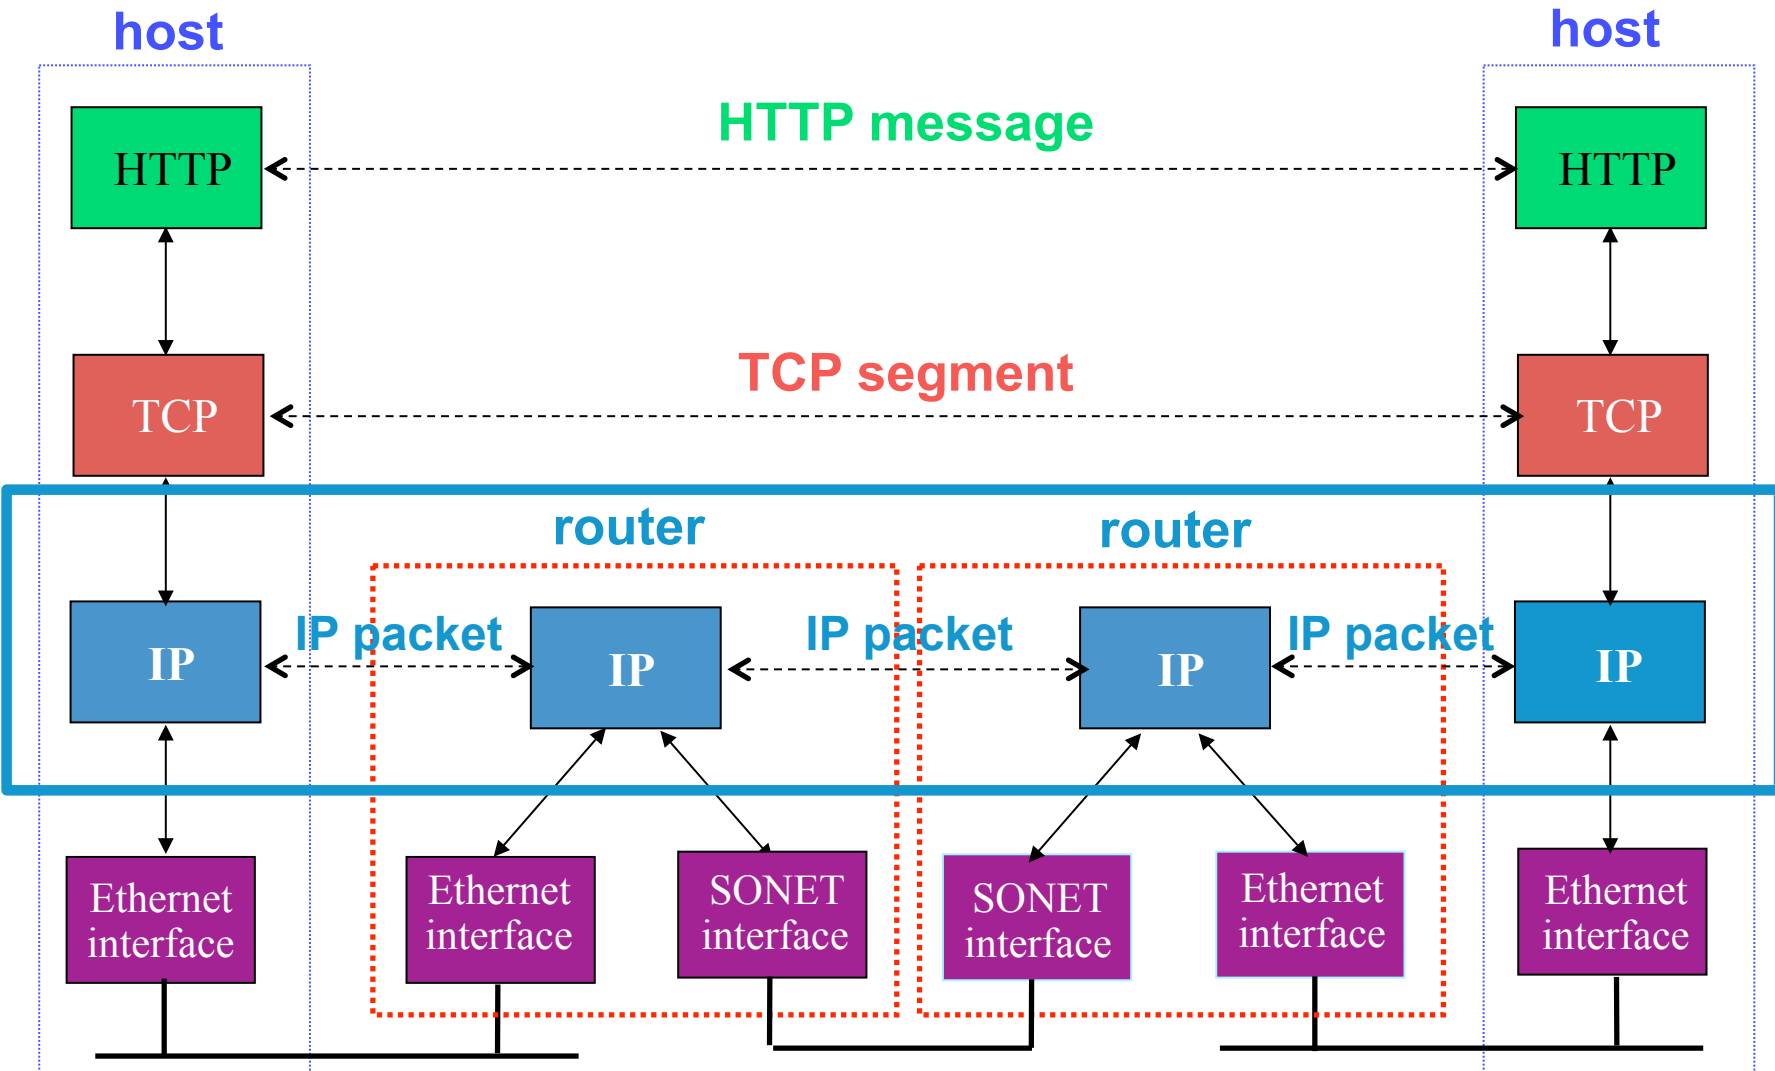 host
host
HTTP message
HTTP
HTTP
TCP segment
TCP
TCP
router
router
IP packet
IP packet
IP packet
IP
IP
IP
IP
Ethernet
interface
Ethernet
interface
SONET
interface
SONET
interface
Ethernet
interface
Ethernet
interface